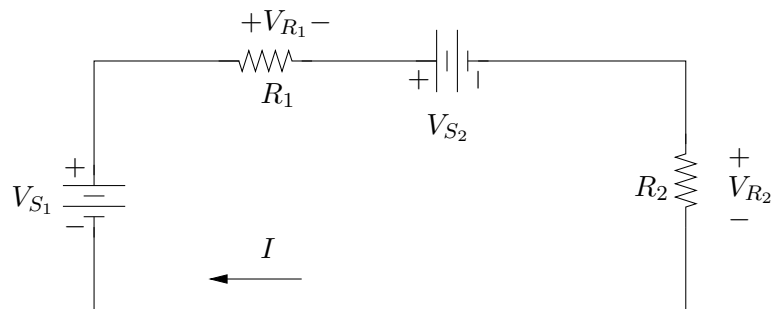 +V_{R_1}−
R_1
+
−
V_{S_2}
+
V_{S_1}
−
R_2
+
V_{R_2}
−
I